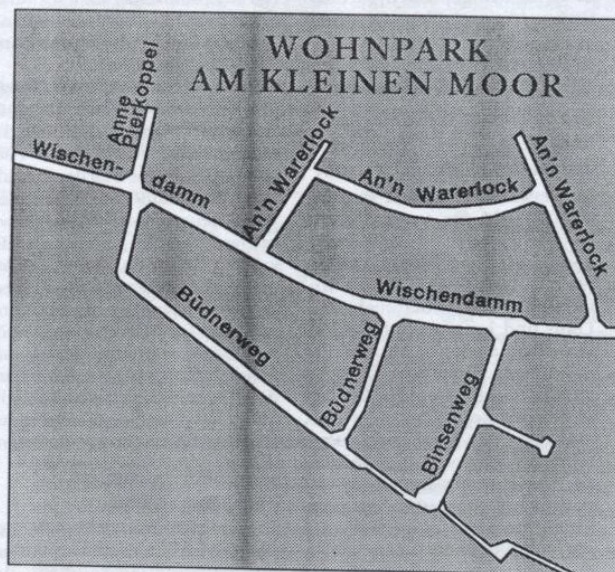 WOHNPARK
AM KLEINEN MOOR
Anne
Pierkoppel
Wischen-
damm
An'n Warerlock
An'n Warerlock
An'n Warerlock
Wischendamm
Büdnerweg
Büdnerweg
Binsenweg